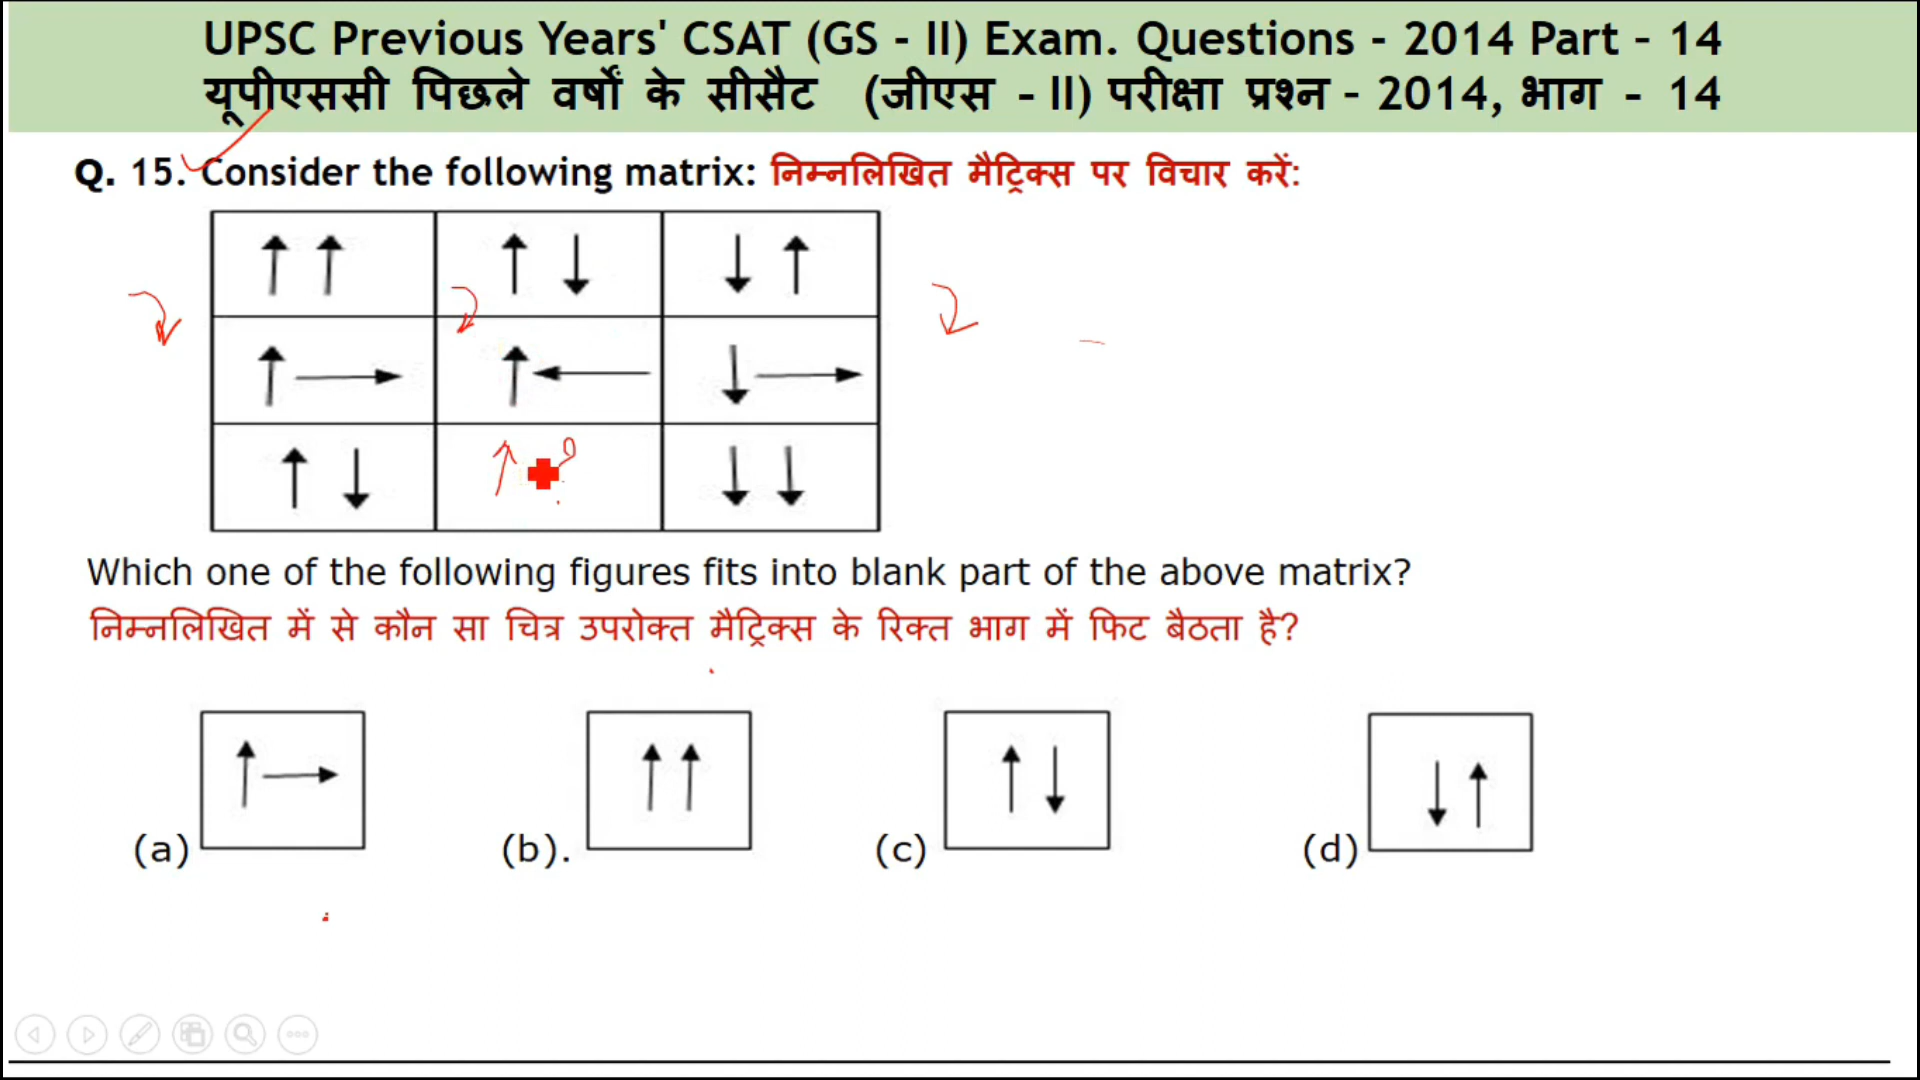 UPSC Previous Years' CSAT (GS - II) Exam. Questions - 2014 Part – 14
यूपीएससी पिछले वर्षों के सीसैट (जीएस - II) परीक्षा प्रश्न – 2014, भाग - 14
Q. 15. Consider the following matrix: निम्नलिखित मैट्रिक्स पर विचार करें:
?
Which one of the following figures fits into blank part of the above matrix?
निम्नलिखित में से कौन सा चित्र उपरोक्त मैट्रिक्स के रिक्त भाग में फिट बैठता है?
(a) (b). (c) (d)